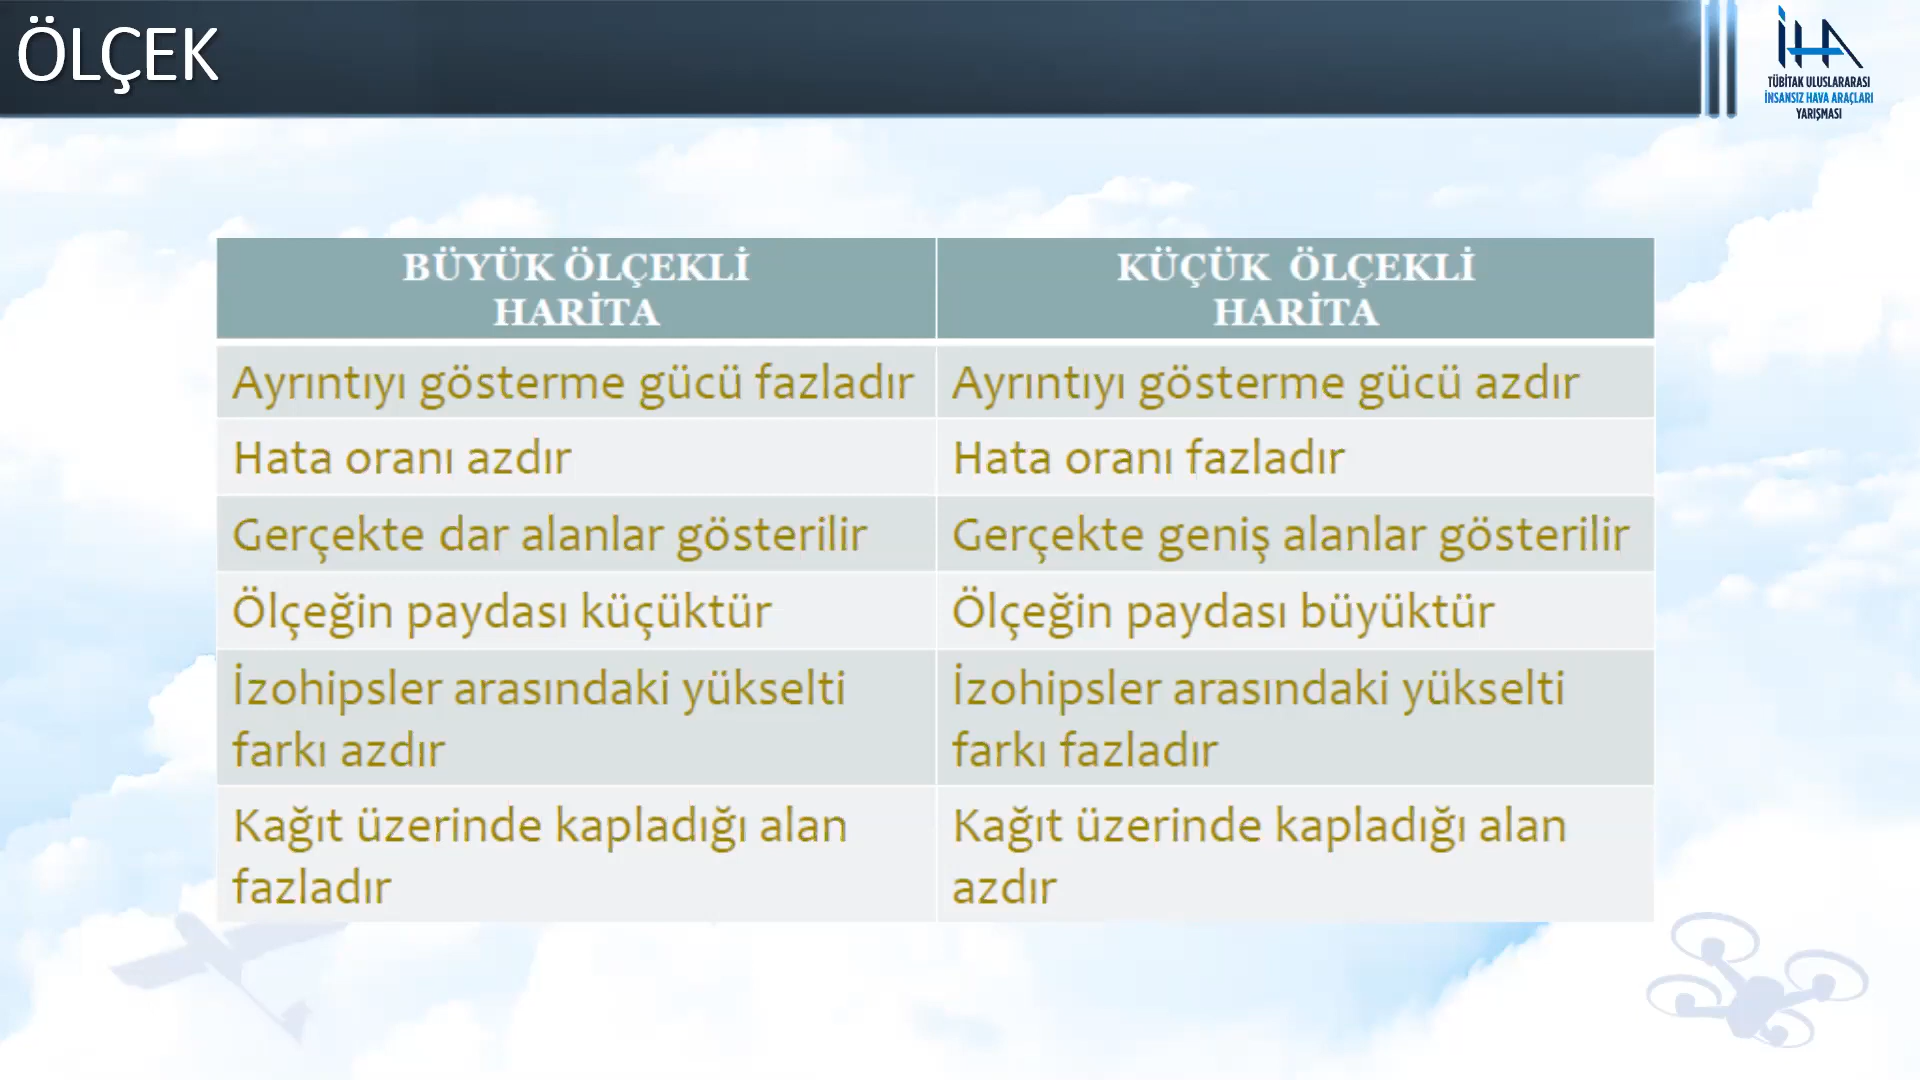 ÖLÇEK
İHA
TÜBİTAK ULUSLARARASI
İNSANSIZ HAVA ARAÇLARI
YARIŞMASI
BÜYÜK ÖLÇEKLİ
HARİTA
KÜÇÜK ÖLÇEKLİ
HARİTA
Ayrıntıyı gösterme gücü fazladır
Ayrıntıyı gösterme gücü azdır
Hata oranı azdır
Hata oranı fazladır
Gerçekte dar alanlar gösterilir
Gerçekte geniş alanlar gösterilir
Ölçeğin paydası küçüktür
Ölçeğin paydası büyüktür
İzohipsler arasındaki yükselti
farkı azdır
İzohipsler arasındaki yükselti
farkı fazladır
Kağıt üzerinde kapladığı alan
fazladır
Kağıt üzerinde kapladığı alan
azdır